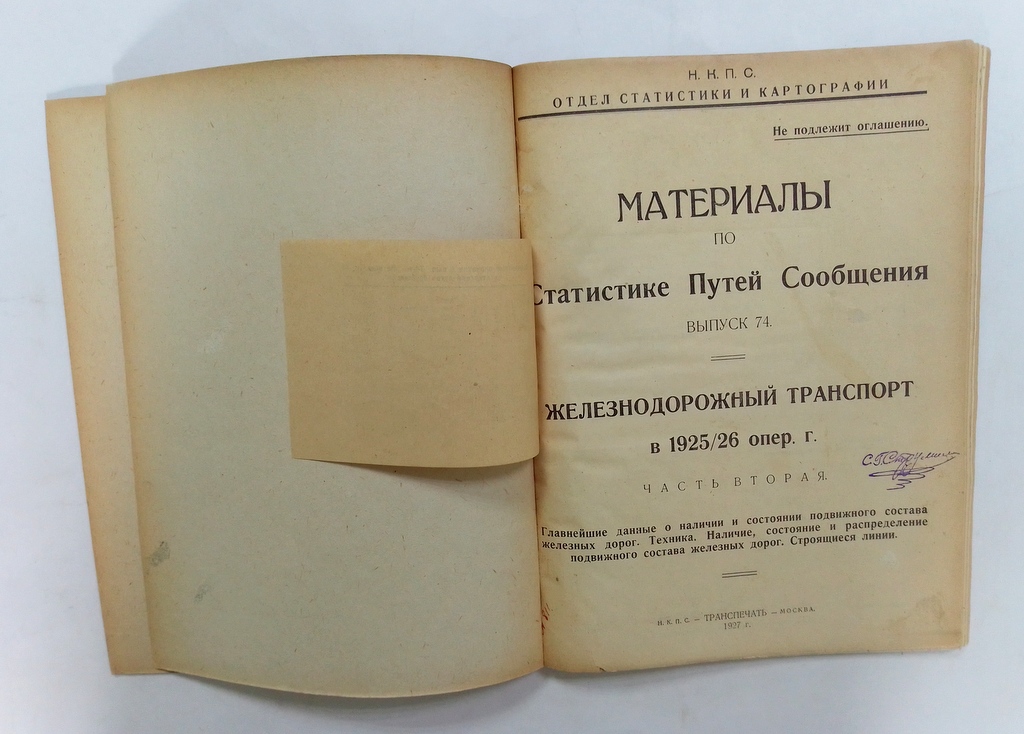 Н. К. П. С.
ОТДЕЛ СТАТИСТИКИ И КАРТОГРАФИИ
Не подлежит оглашению.
МАТЕРИАЛЫ
ПО
Статистике Путей Сообщения
ВЫПУСК 74.
ЖЕЛЕЗНОДОРОЖНЫЙ ТРАНСПОРТ
в 1925/26 опер. г.
ЧАСТЬ ВТОРАЯ.
Главнейшие данные о наличии и состоянии подвижного состава
железных дорог. Техника. Наличие, состояние и распределение
подвижного состава железных дорог. Строящиеся линии.
Н. К. П. С. — ТРАНСПЕЧАТЬ — МОСКВА.
1927 г.